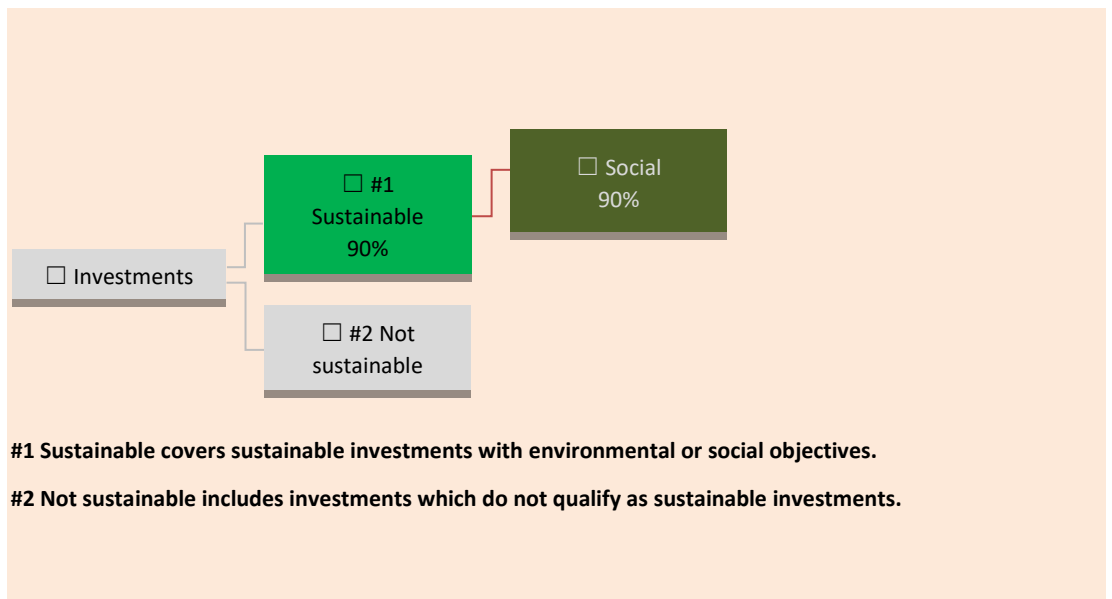 ☐ Social
90%
☐ #1
Sustainable
90%
☐ Investments
☐ #2 Not
sustainable
#1 Sustainable covers sustainable investments with environmental or social objectives.
#2 Not sustainable includes investments which do not qualify as sustainable investments.